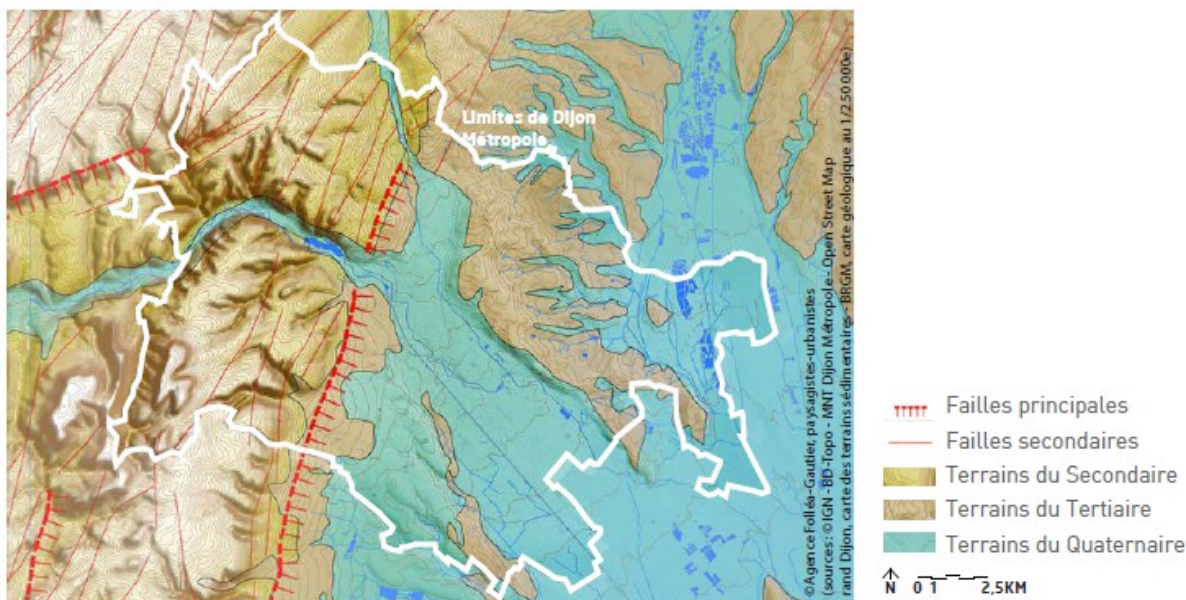 Limites de Dijon
Métropole
©Agence Folléa-Gautier, paysagistes-urbanistes
(sources : © IGN - BD-Topo - MNT Dijon Métropole - Open Street Map
rand Dijon, carte des terrains sédimentaires - BRGM, carte géologique au 1/250 000e)
Failles principales
Failles secondaires
Terrains du Secondaire
Terrains du Tertiaire
Terrains du Quaternaire
N 0 1 2,5KM